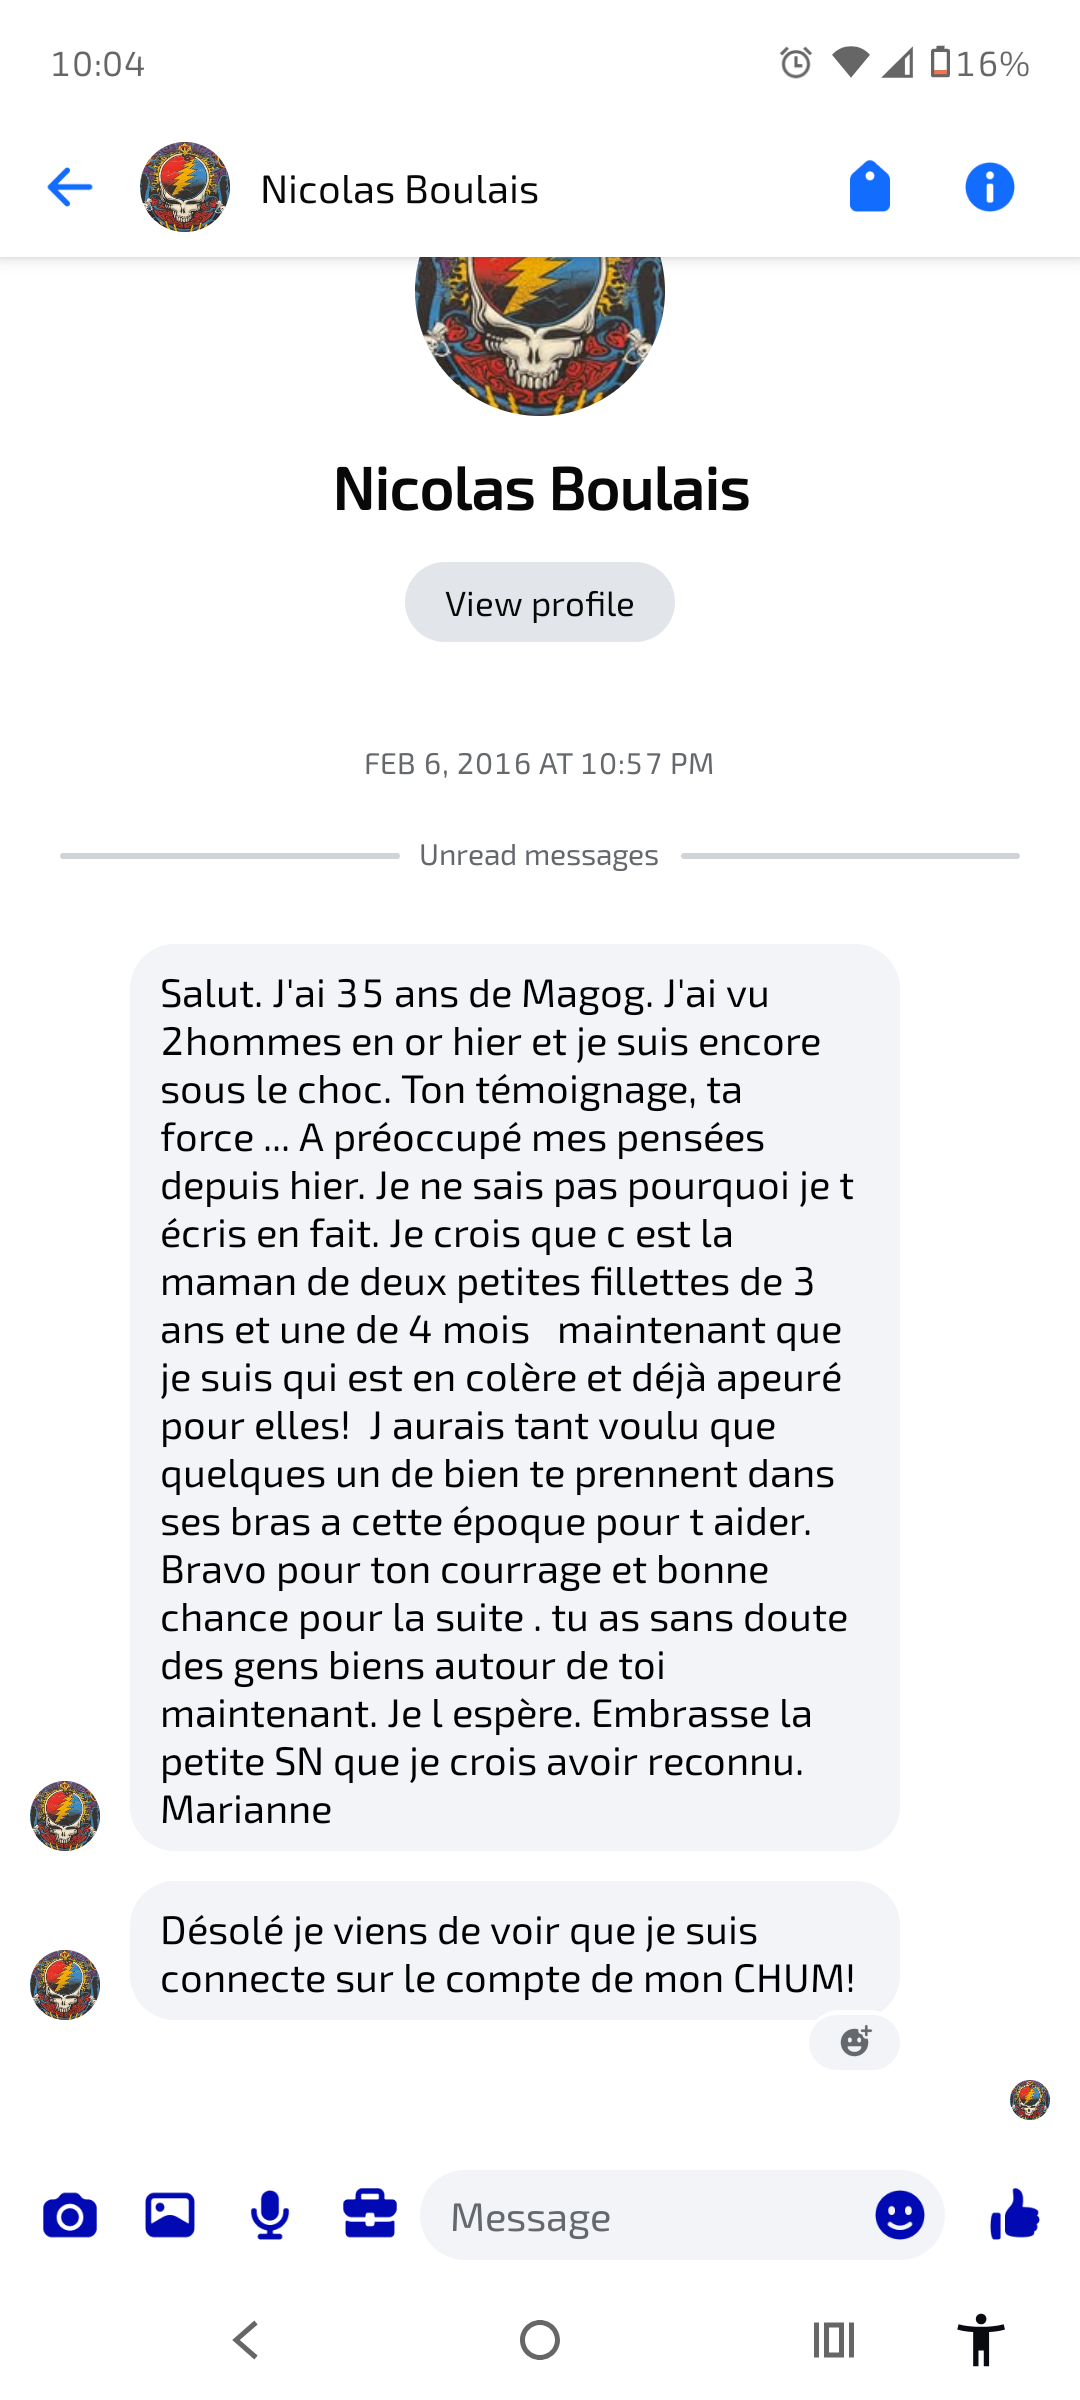 10:04
16%
Nicolas Boulais
Nicolas Boulais
View profile
FEB 6, 2016 AT 10:57 PM
Unread messages
Salut. J'ai 35 ans de Magog. J'ai vu
2hommes en or hier et je suis encore
sous le choc. Ton témoignage, ta
force ... A préoccupé mes pensées
depuis hier. Je ne sais pas pourquoi je t
écris en fait. Je crois que c est la
maman de deux petites fillettes de 3
ans et une de 4 mois   maintenant que
je suis qui est en colère et déjà apeuré
pour elles!  J aurais tant voulu que
quelques un de bien te prennent dans
ses bras a cette époque pour t aider.
Bravo pour ton courrage et bonne
chance pour la suite . tu as sans doute
des gens biens autour de toi
maintenant. Je l espère. Embrasse la
petite SN que je crois avoir reconnu.
Marianne
Désolé je viens de voir que je suis
connecte sur le compte de mon CHUM!
Message